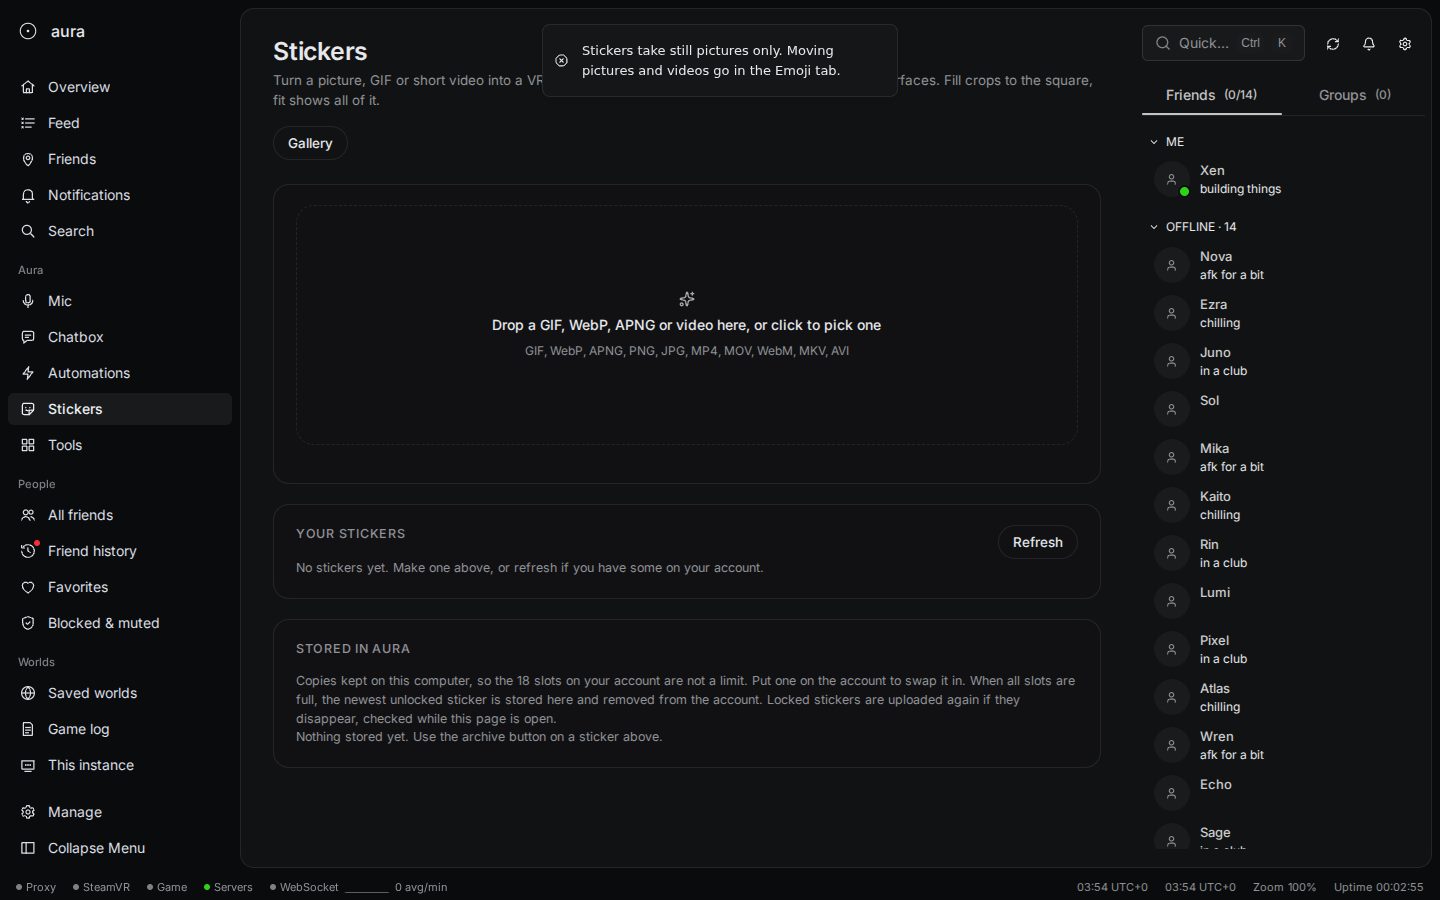 aura
Overview
Feed
Friends
Notifications
Search
Aura
Mic
Chatbox
Automations
Stickers
Tools
People
All friends
Friend history
Favorites
Blocked & muted
Worlds
Saved worlds
Game log
This instance
Manage
Collapse Menu
Stickers
Turn a picture, GIF or short video into a VR
rfaces. Fill crops to the square,
fit shows all of it.
Stickers take still pictures only. Moving
pictures and videos go in the Emoji tab.
Gallery
Drop a GIF, WebP, APNG or video here, or click to pick one
GIF, WebP, APNG, PNG, JPG, MP4, MOV, WebM, MKV, AVI
YOUR STICKERS
Refresh
No stickers yet. Make one above, or refresh if you have some on your account.
STORED IN AURA
Copies kept on this computer, so the 18 slots on your account are not a limit. Put one on the account to swap it in. When all slots are
full, the newest unlocked sticker is stored here and removed from the account. Locked stickers are uploaded again if they
disappear, checked while this page is open.
Nothing stored yet. Use the archive button on a sticker above.
Quick... Ctrl K
Friends (0/14) Groups (0)
ME
Xen
building things
OFFLINE · 14
Nova
afk for a bit
Ezra
chilling
Juno
in a club
Sol
Mika
afk for a bit
Kaito
chilling
Rin
in a club
Lumi
Pixel
in a club
Atlas
chilling
Wren
afk for a bit
Echo
Sage
in a club
Proxy SteamVR Game Servers WebSocket 0 avg/min
03:54 UTC+0 03:54 UTC+0 Zoom 100% Uptime 00:02:55